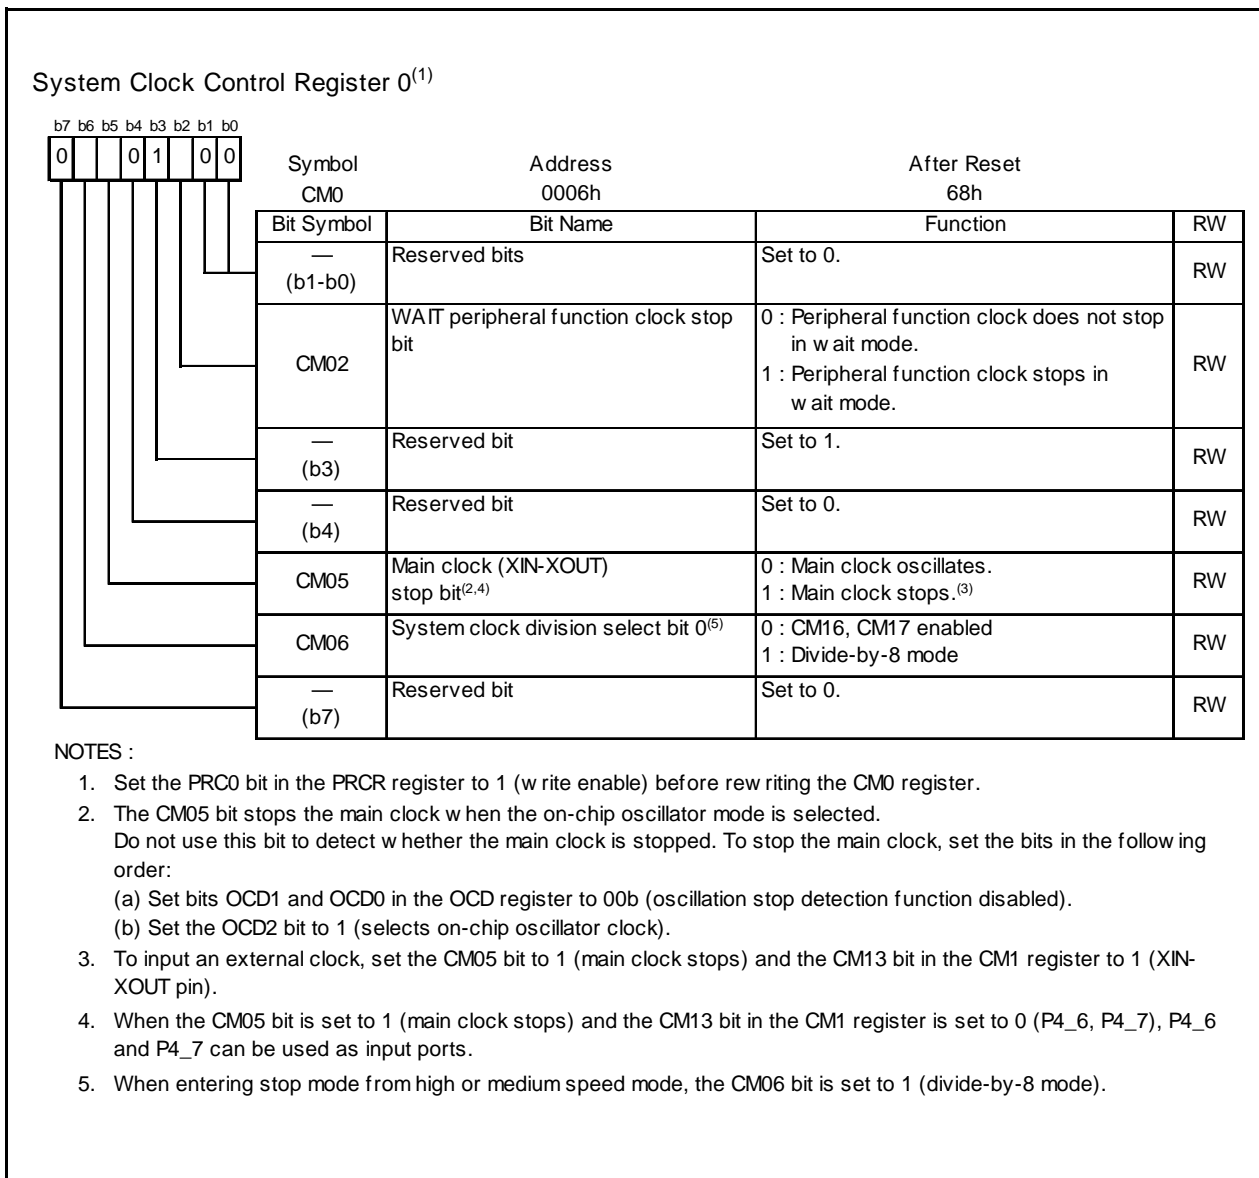 System Clock Control Register 0(1)
b7 b6 b5 b4 b3 b2 b1 b0
0 0 1 0 0
Symbol Address After Reset
CM0 0006h 68h
Bit Symbol Bit Name Function RW
— (b1-b0) Reserved bits Set to 0. RW
CM02 WAIT peripheral function clock stop bit 0 : Peripheral function clock does not stop in wait mode. 1 : Peripheral function clock stops in wait mode. RW
— (b3) Reserved bit Set to 1. RW
— (b4) Reserved bit Set to 0. RW
CM05 Main clock (XIN-XOUT) stop bit(2,4) 0 : Main clock oscillates. 1 : Main clock stops.(3) RW
CM06 System clock division select bit 0(5) 0 : CM16, CM17 enabled 1 : Divide-by-8 mode RW
— (b7) Reserved bit Set to 0. RW
NOTES :
1. Set the PRC0 bit in the PRCR register to 1 (write enable) before rewriting the CM0 register.
2. The CM05 bit stops the main clock when the on-chip oscillator mode is selected.
Do not use this bit to detect whether the main clock is stopped. To stop the main clock, set the bits in the following
order:
(a) Set bits OCD1 and OCD0 in the OCD register to 00b (oscillation stop detection function disabled).
(b) Set the OCD2 bit to 1 (selects on-chip oscillator clock).
3. To input an external clock, set the CM05 bit to 1 (main clock stops) and the CM13 bit in the CM1 register to 1 (XIN-
XOUT pin).
4. When the CM05 bit is set to 1 (main clock stops) and the CM13 bit in the CM1 register is set to 0 (P4_6, P4_7), P4_6
and P4_7 can be used as input ports.
5. When entering stop mode from high or medium speed mode, the CM06 bit is set to 1 (divide-by-8 mode).